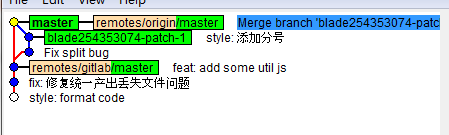 Edit View Help
master remotes/origin/master Merge branch 'blade254353074-patc
blade254353074-patch-1 style: 添加分号
Fix split bug
remotes/gitlab/master feat: add some util js
fix: 修复统一产出丢失文件问题
style: format code